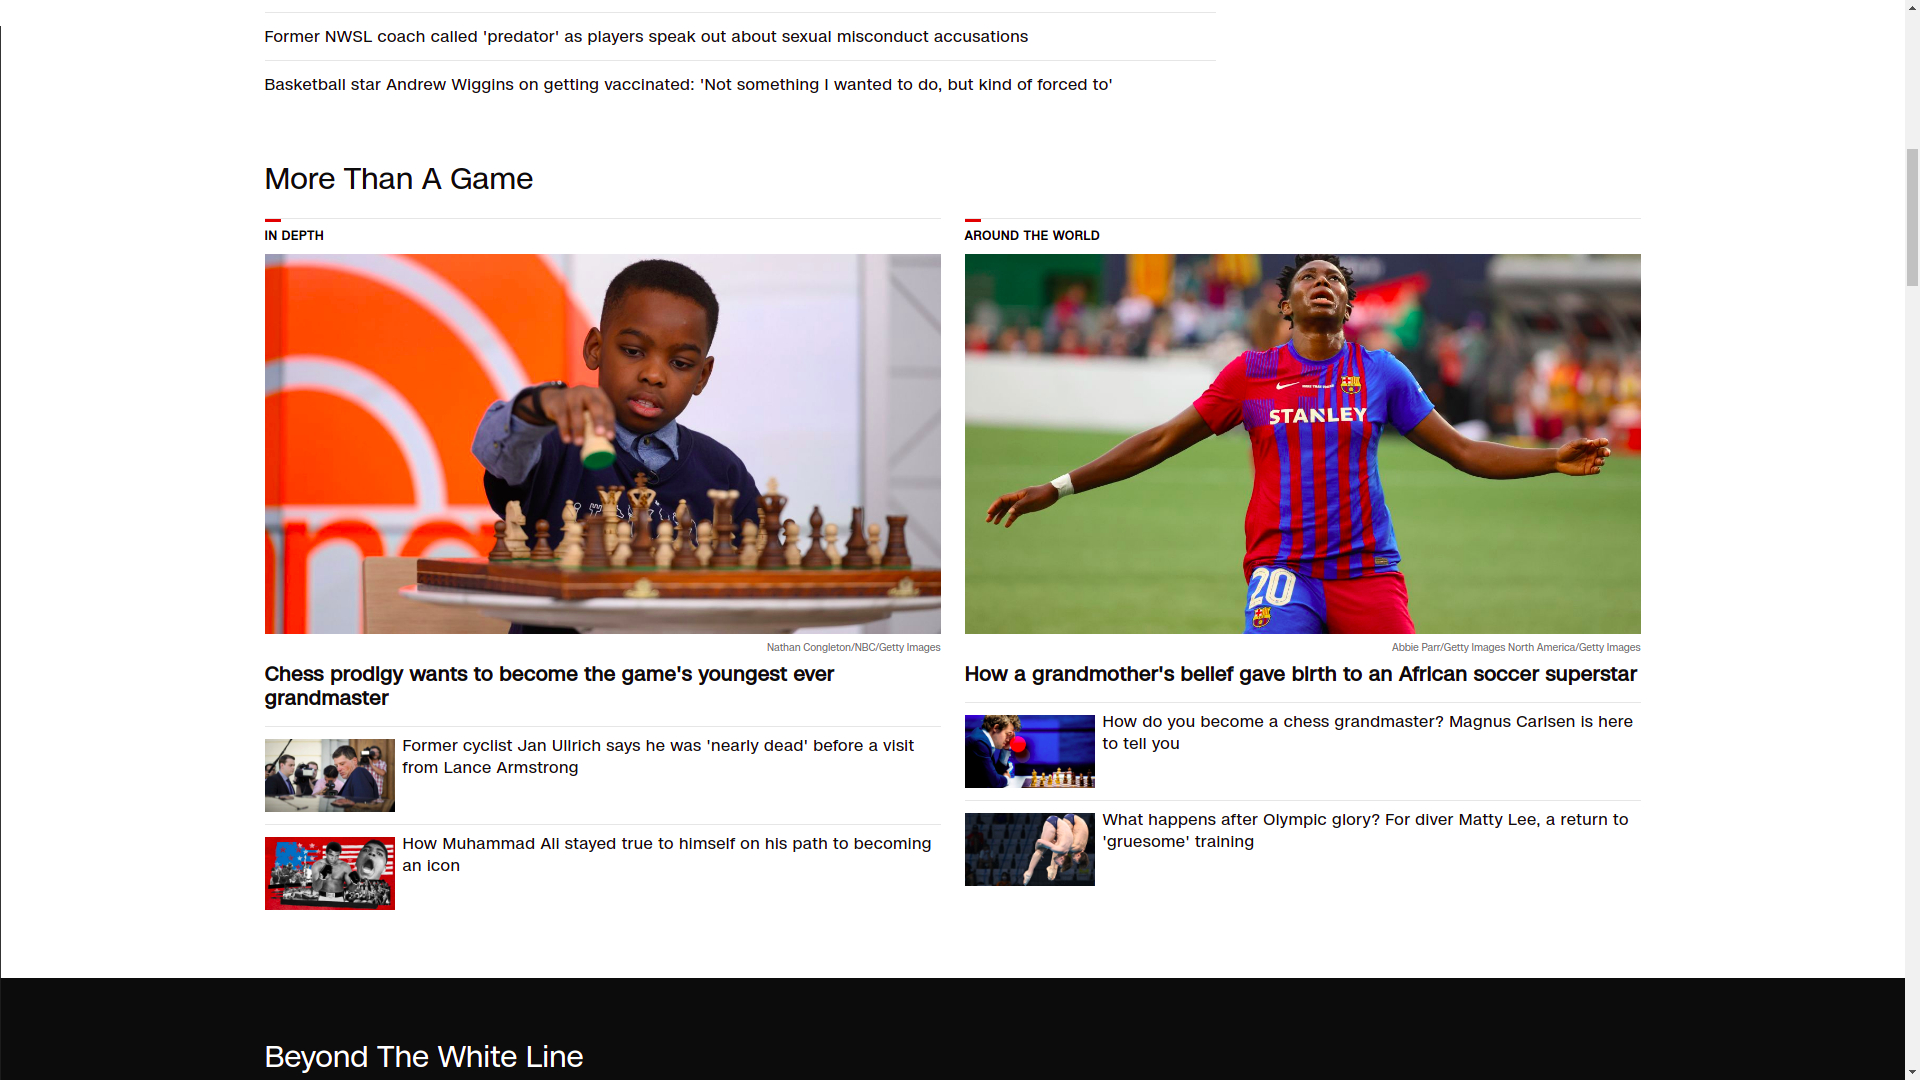 Former NWSL coach called 'predator' as players speak out about sexual misconduct accusations
Basketball star Andrew Wiggins on getting vaccinated: 'Not something I wanted to do, but kind of forced to'
More Than A Game
IN DEPTH
Nathan Congleton/NBC/Getty Images
Chess prodigy wants to become the game's youngest ever
grandmaster
Former cyclist Jan Ullrich says he was 'nearly dead' before a visit
from Lance Armstrong
How Muhammad Ali stayed true to himself on his path to becoming
an icon
AROUND THE WORLD
STANLEY
20
Abbie Parr/Getty Images North America/Getty Images
How a grandmother's belief gave birth to an African soccer superstar
How do you become a chess grandmaster? Magnus Carlsen is here
to tell you
What happens after Olympic glory? For diver Matty Lee, a return to
'gruesome' training
Beyond The White Line